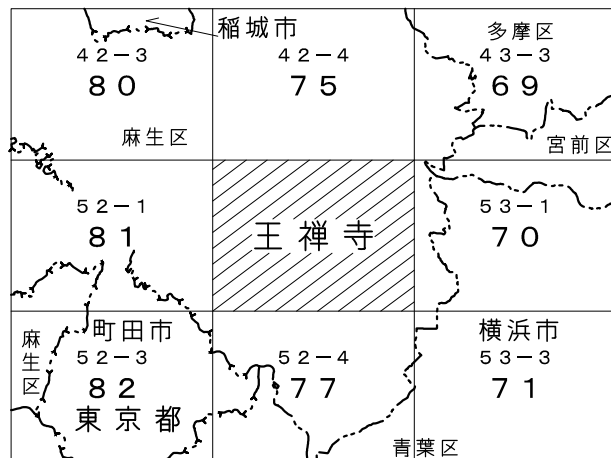 稲城市
多摩区
42-3
80
42-4
75
43-3
69
麻生区
宮前区
52-1
81
王禅寺
53-1
70
麻生区
町田市
52-3
82
東京都
52-4
77
横浜市
53-3
71
青葉区